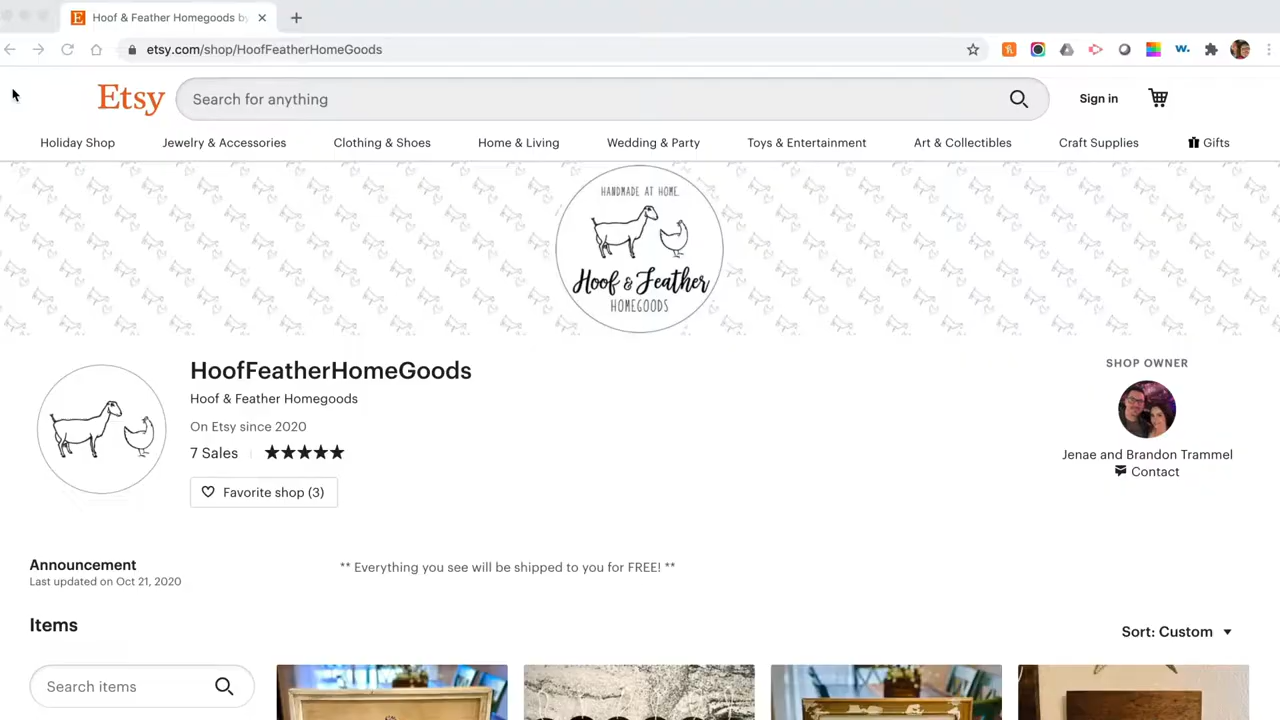 Hoof & Feather Homegoods by
etsy.com/shop/HoofFeatherHomeGoods
w.
Etsy
Search for anything
Sign in
Holiday Shop
Jewelry & Accessories
Clothing & Shoes
Home & Living
Wedding & Party
Toys & Entertainment
Art & Collectibles
Craft Supplies
Gifts
HANDMADE AT HOME.
Hoof & Feather
HOMEGOODS
HoofFeatherHomeGoods
Hoof & Feather Homegoods
On Etsy since 2020
7 Sales
Favorite shop (3)
SHOP OWNER
Jenae and Brandon Trammel
Contact
Announcement
Last updated on Oct 21, 2020
** Everything you see will be shipped to you for FREE! **
Items
Sort: Custom
Search items